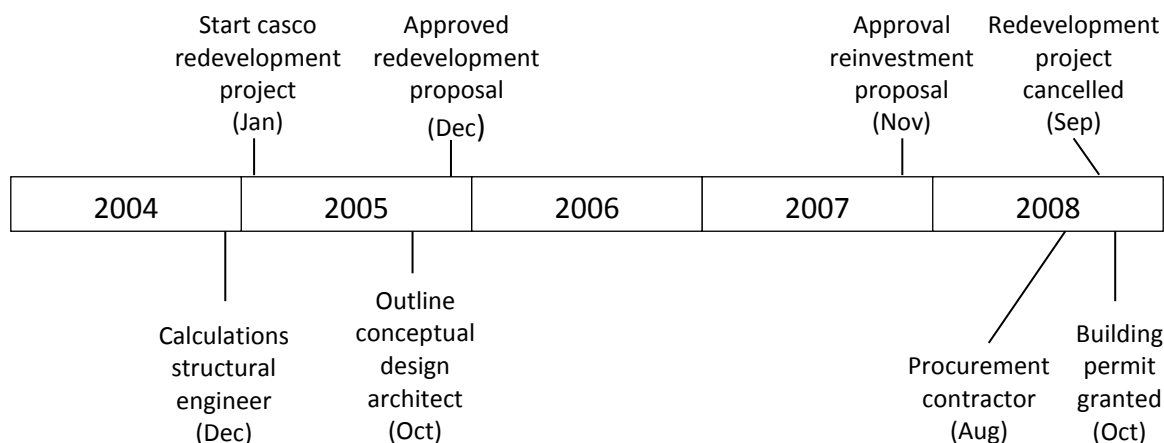 Start casco
redevelopment
project
(Jan)
Approved
redevelopment
proposal
(Dec)
Approval
reinvestment
proposal
(Nov)
Redevelopment
project
cancelled
(Sep)
2004
2005
2006
2007
2008
Calculations
structural
engineer
(Dec)
Outline
conceptual
design
architect
(Oct)
Procurement
contractor
(Aug)
Building
permit
granted
(Oct)